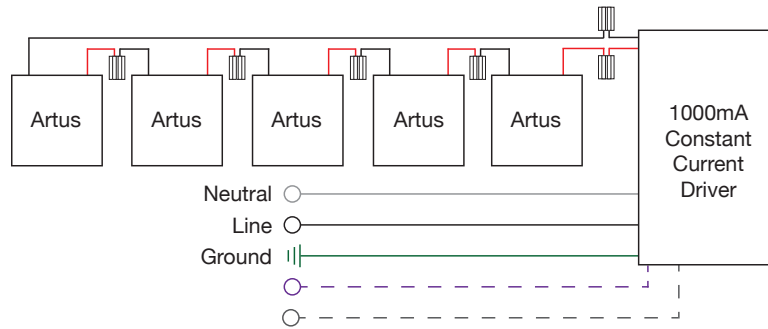 Artus
Artus
Artus
Artus
Artus
1000mA
Constant
Current
Driver
Neutral
Line
Ground